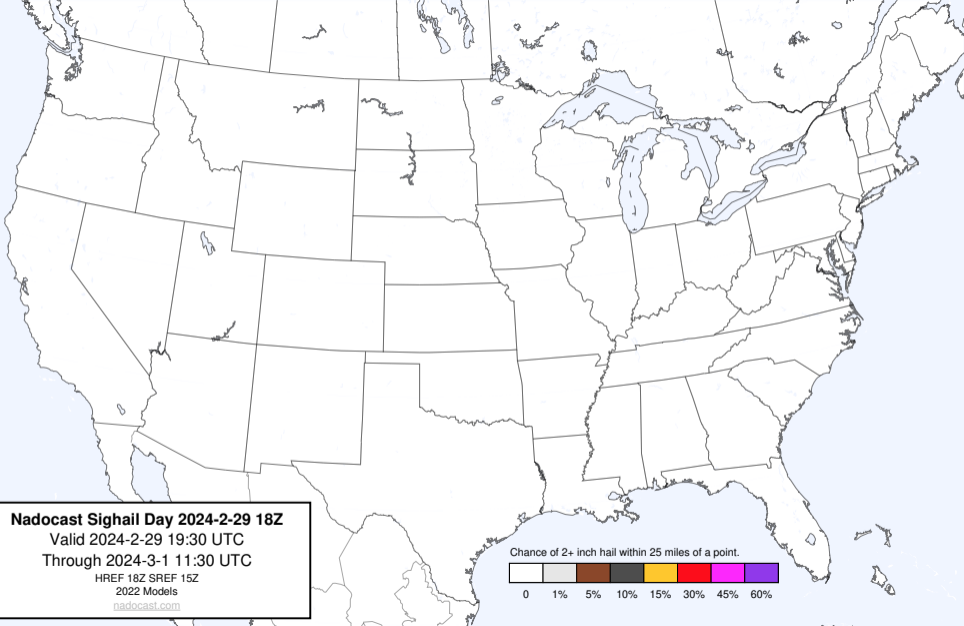 Nadocast Sighail Day 2024-2-29 18Z
Valid 2024-2-29 19:30 UTC
Through 2024-3-1 11:30 UTC
HREF 18Z SREF 15Z
2022 Models
nadocast.com
Chance of 2+ inch hail within 25 miles of a point.
0 1% 5% 10% 15% 30% 45% 60%